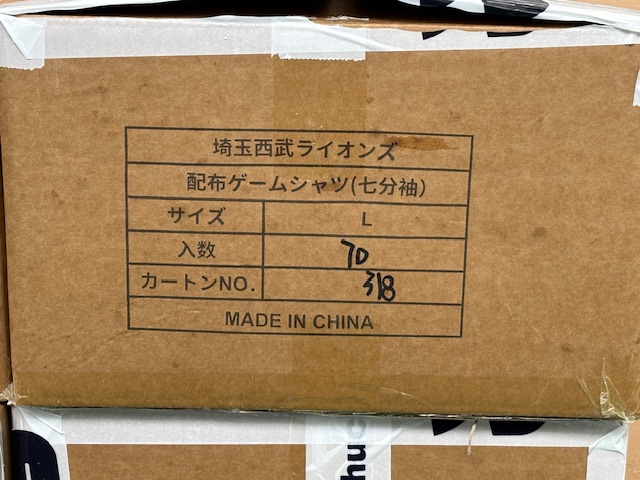 埼玉西武ライオンズ
配布ゲームシャツ(七分袖)
サイズ L
入数 70
カートンNO. 318
MADE IN CHINA
huc